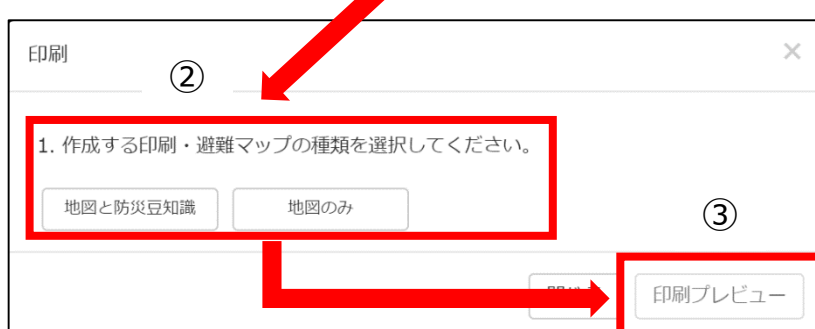 印刷
×
②
1. 作成する印刷・避難マップの種類を選択してください。
地図と防災豆知識
地図のみ
③
印刷プレビュー